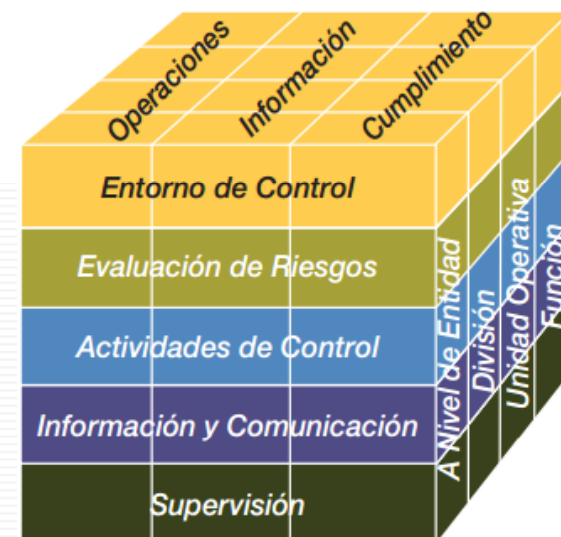 Operaciones
Información
Cumplimiento
Entorno de Control
Evaluación de Riesgos
Actividades de Control
Información y Comunicación
Supervisión
A Nivel de Entidad
División
Unidad Operativa
Función